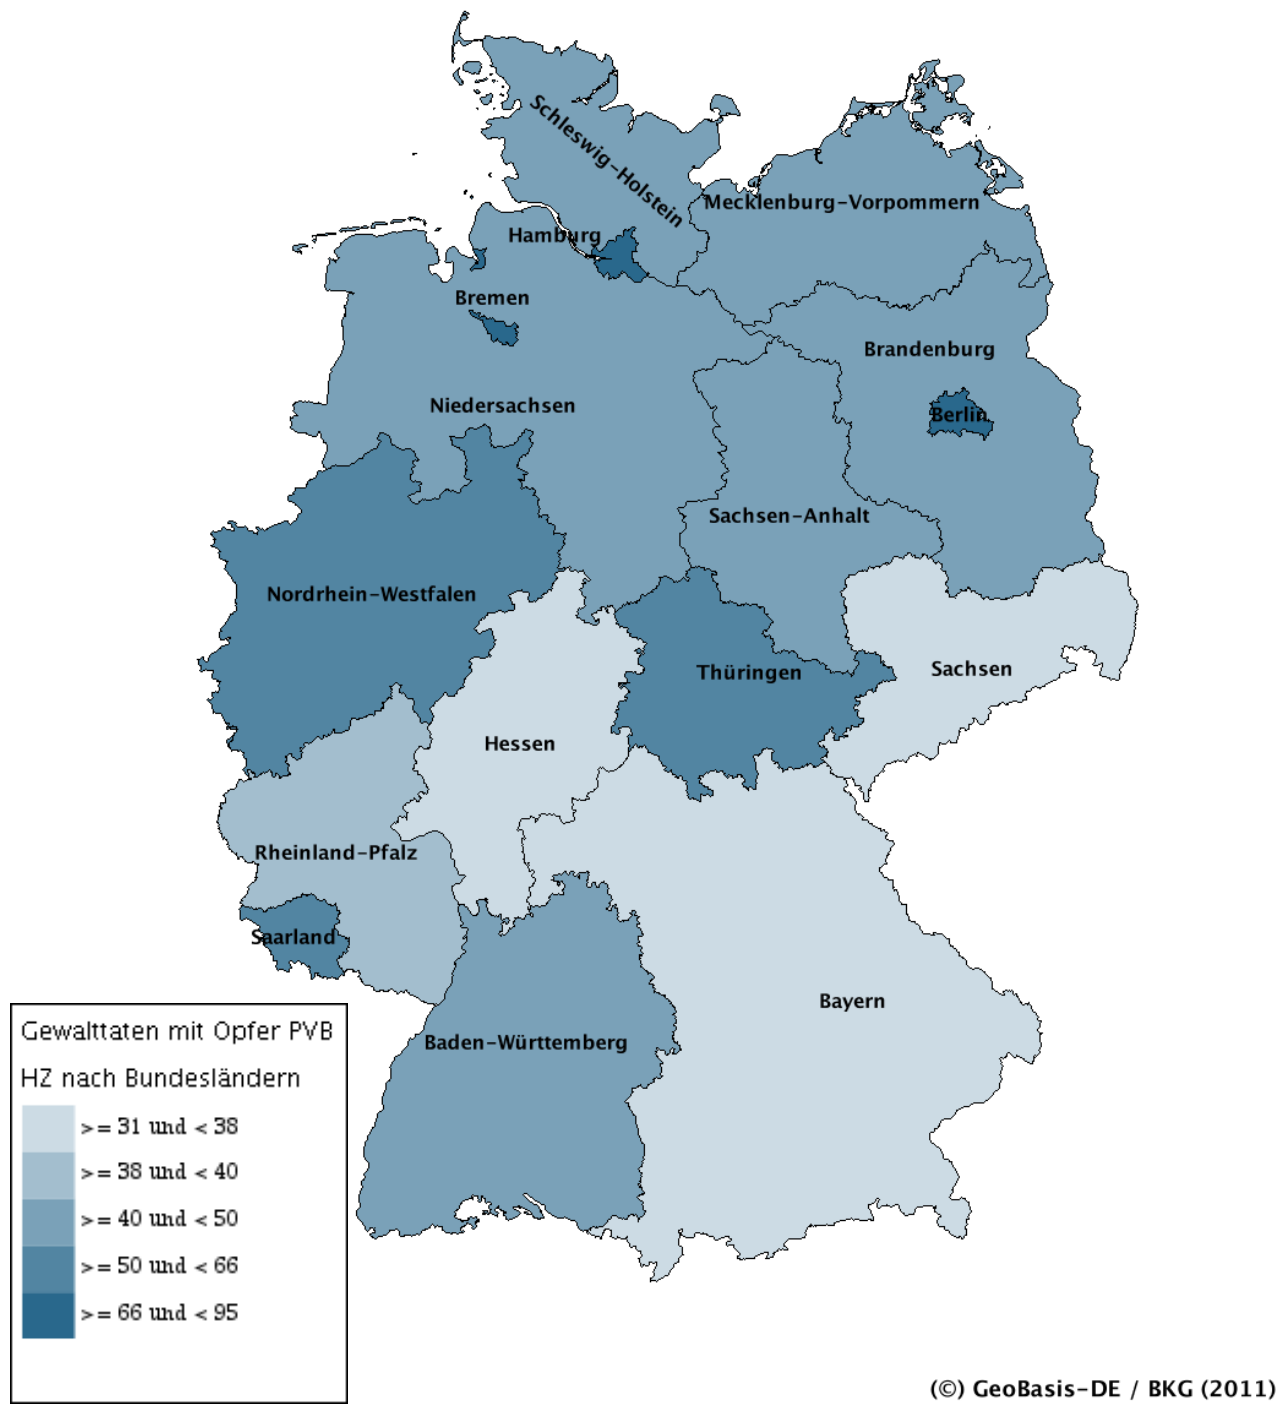 Schleswig-Holstein
Mecklenburg-Vorpommern
Hamburg
Bremen
Brandenburg
Niedersachsen
Berlin
Sachsen-Anhalt
Nordrhein-Westfalen
Thüringen
Sachsen
Hessen
Rheinland-Pfalz
Saarland
Bayern
Baden-Württemberg
Gewalttaten mit Opfer PVB
HZ nach Bundesländern
>= 31 und < 38
>= 38 und < 40
>= 40 und < 50
>= 50 und < 66
>= 66 und < 95
(©) GeoBasis-DE / BKG (2011)